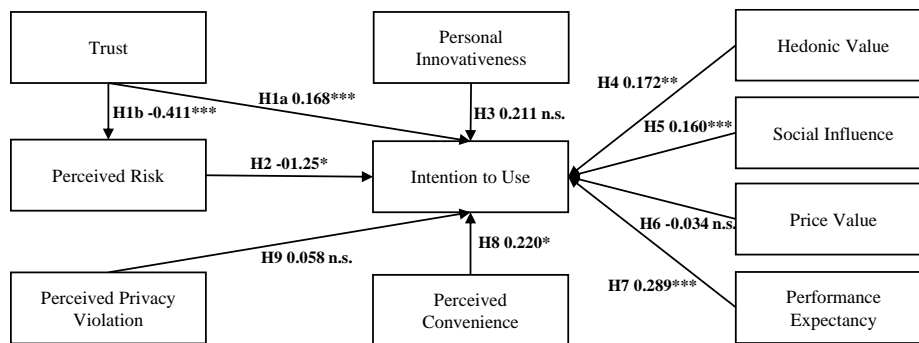 Trust
Personal
Innovativeness
Hedonic Value
H1b -0.411***
H1a 0.168***
H3 0.211 n.s.
H4 0.172**
H5 0.160***
Social Influence
Perceived Risk
H2 -01.25*
Intention to Use
H6 -0.034 n.s.
Price Value
H9 0.058 n.s.
H8 0.220*
H7 0.289***
Perceived Privacy
Violation
Perceived
Convenience
Performance
Expectancy